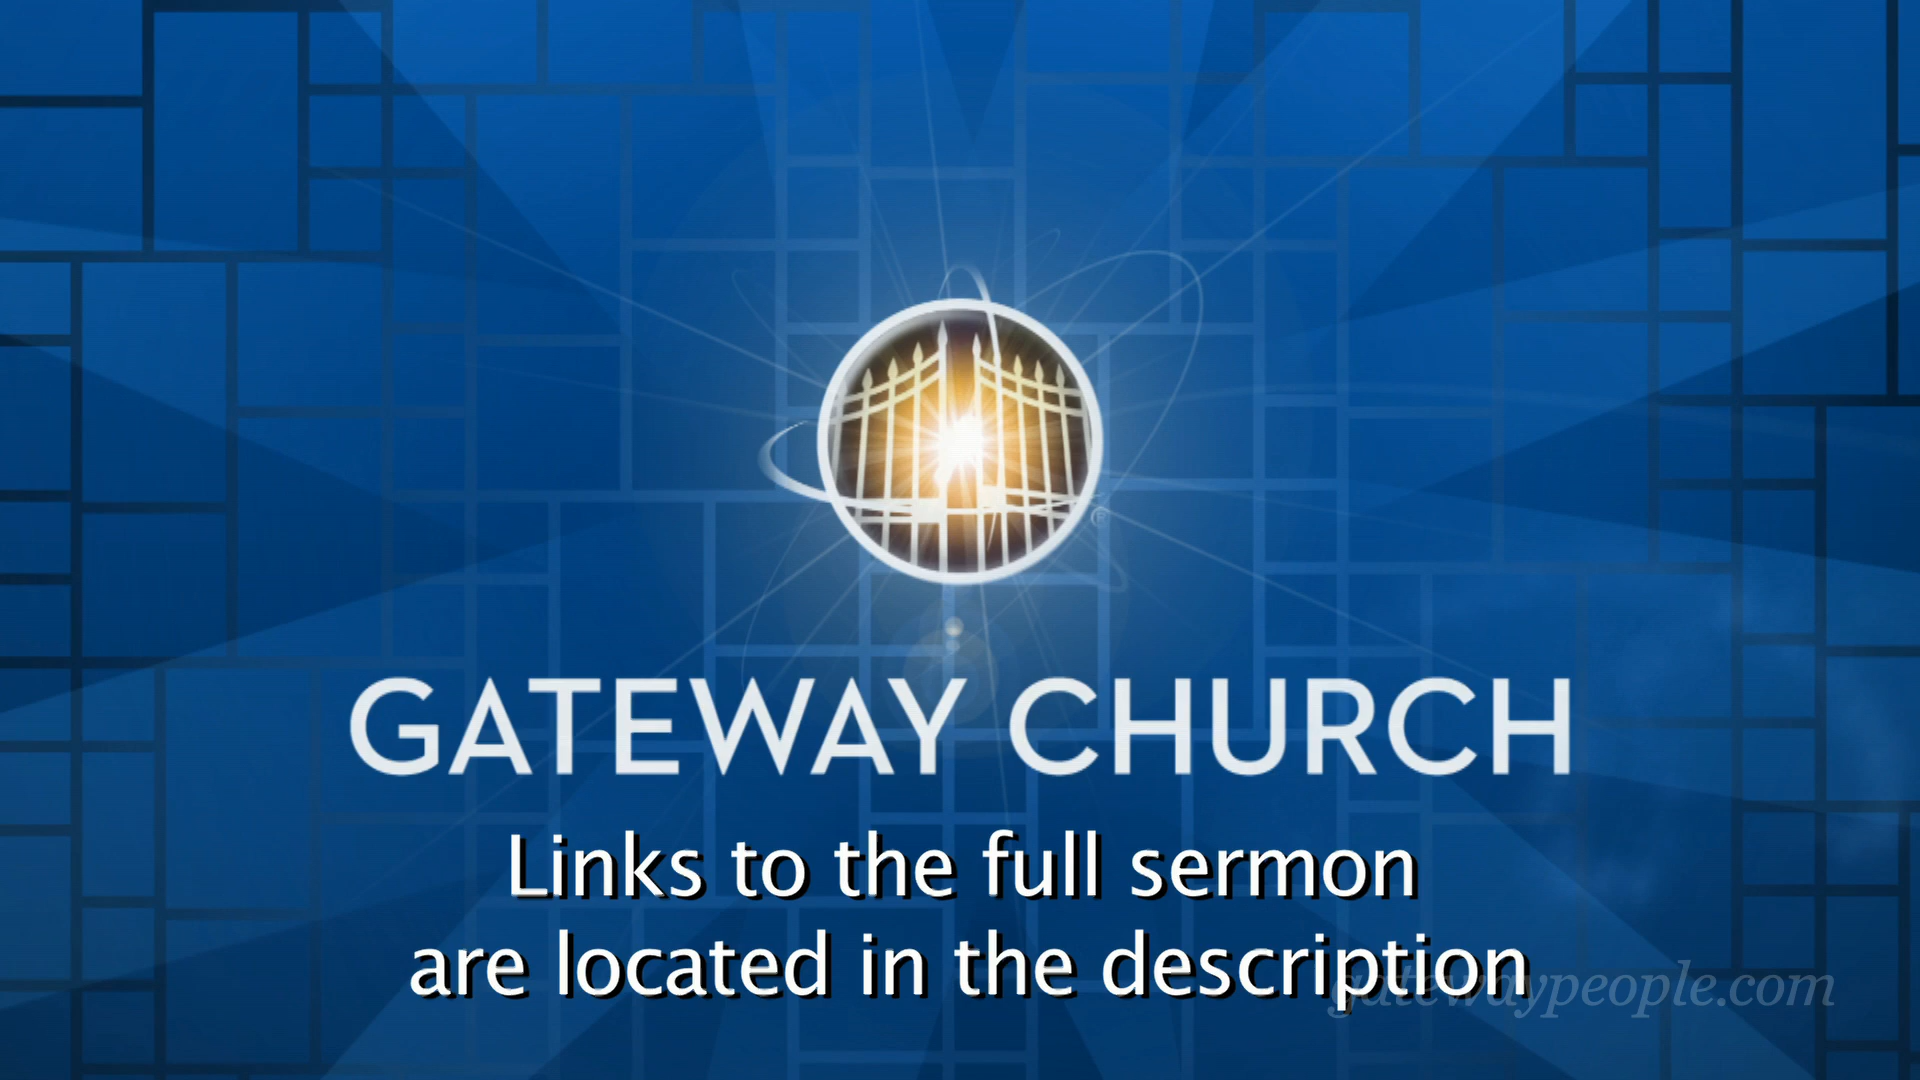 GATEWAY CHURCH
Links to the full sermon
are located in the description
gatewaypeople.com